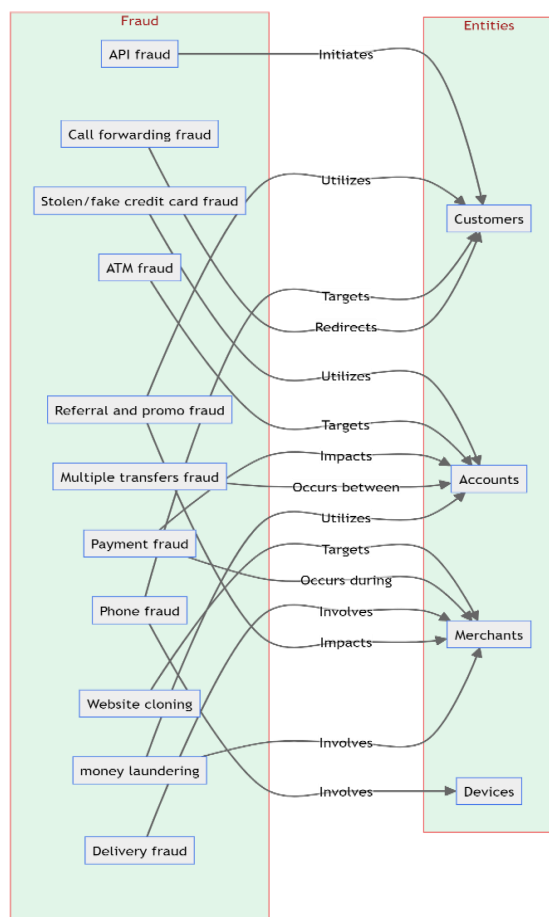 Fraud
Entities
API fraud
Initiates
Call forwarding fraud
Utilizes
Stolen/fake credit card fraud
Customers
ATM fraud
Targets
Redirects
Utilizes
Referral and promo fraud
Targets
Impacts
Multiple transfers fraud
Accounts
Occurs between
Utilizes
Payment fraud
Targets
Occurs during
Phone fraud
Involves
Merchants
Impacts
Website cloning
Involves
money laundering
Involves
Devices
Delivery fraud